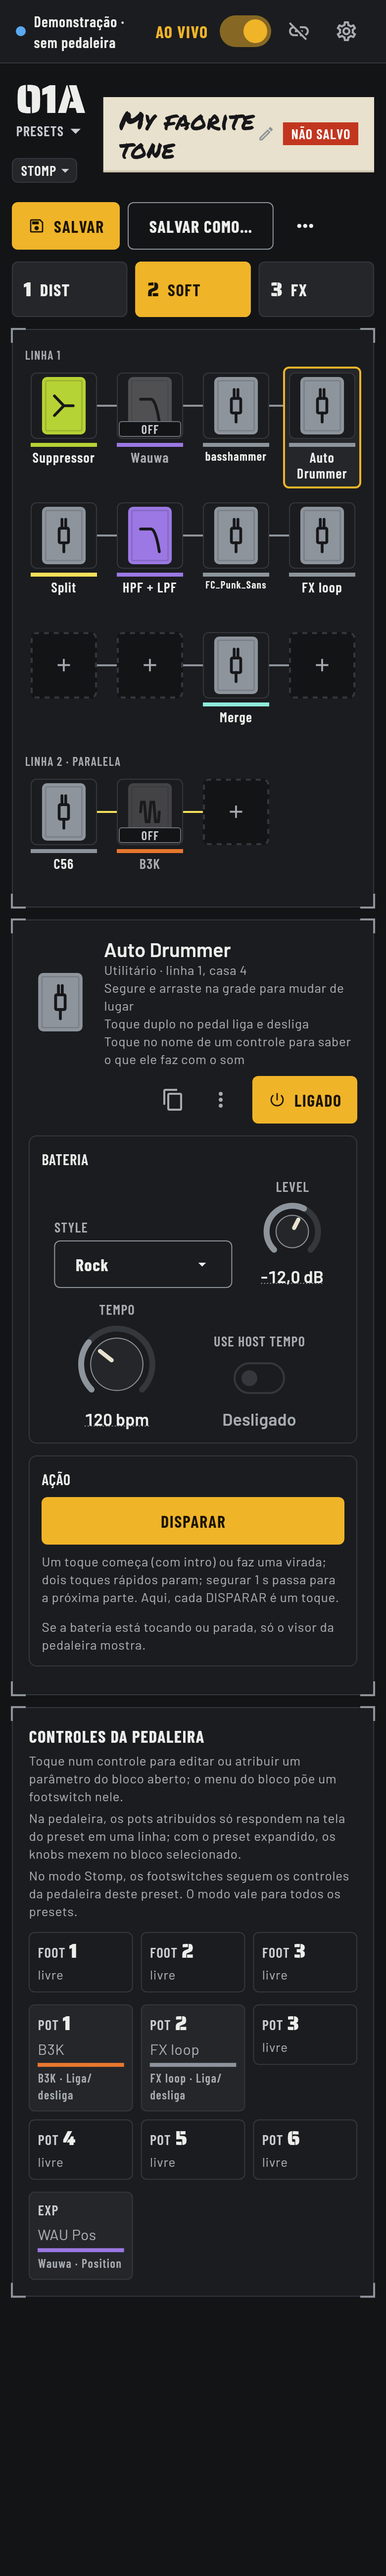 Demonstração ·
sem pedaleira
AO VIVO
01A
PRESETS
STOMP
My faorite
tone
NÃO SALVO
SALVAR
SALVAR COMO...
1 DIST
2 SOFT
3 FX
LINHA 1
OFF
Suppressor
Wauwa
basshammer
Auto
Drummer
Split
HPF + LPF
FC_Punk_Sans
FX loop
+
+
+
Merge
LINHA 2 · PARALELA
OFF
+
C56
B3K
Auto Drummer
Utilitário · linha 1, casa 4
Segure e arraste na grade para mudar de
lugar
Toque duplo no pedal liga e desliga
Toque no nome de um controle para saber
o que ele faz com o som
LIGADO
BATERIA
LEVEL
STYLE
Rock
-12,0 dB
TEMPO
USE HOST TEMPO
120 bpm
Desligado
AÇÃO
DISPARAR
Um toque começa (com intro) ou faz uma virada;
dois toques rápidos param; segurar 1 s passa para
a próxima parte. Aqui, cada DISPARAR é um toque.
Se a bateria está tocando ou parada, só o visor da
pedaleira mostra.
CONTROLES DA PEDALEIRA
Toque num controle para editar ou atribuir um
parâmetro do bloco aberto; o menu do bloco põe um
footswitch nele.
Na pedaleira, os pots atribuídos só respondem na tela
do preset em uma linha; com o preset expandido, os
knobs mexem no bloco selecionado.
No modo Stomp, os footswitches seguem os controles
da pedaleira deste preset. O modo vale para todos os
presets.
FOOT 1
livre
FOOT 2
livre
FOOT 3
livre
POT 1
B3K
B3K · Liga/
desliga
POT 2
FX loop
FX loop · Liga/
desliga
POT 3
livre
POT 4
livre
POT 5
livre
POT 6
livre
EXP
WAU Pos
Wauwa · Position